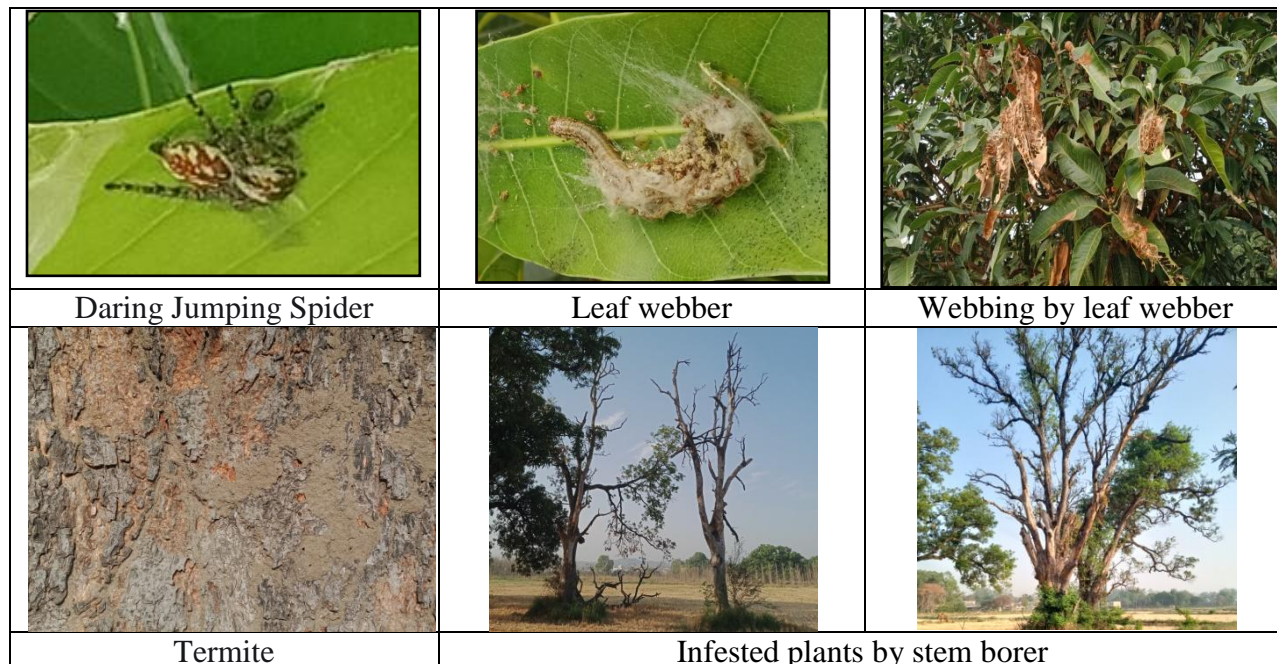 Daring Jumping Spider
Leaf webber
Webbing by leaf webber
Termite
Infested plants by stem borer